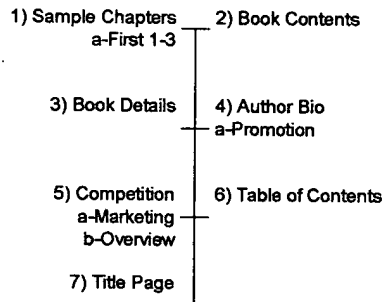 1) Sample Chapters
a-First 1-3
2) Book Contents
3) Book Details
4) Author Bio
a-Promotion
5) Competition
a-Marketing
b-Overview
6) Table of Contents
7) Title Page